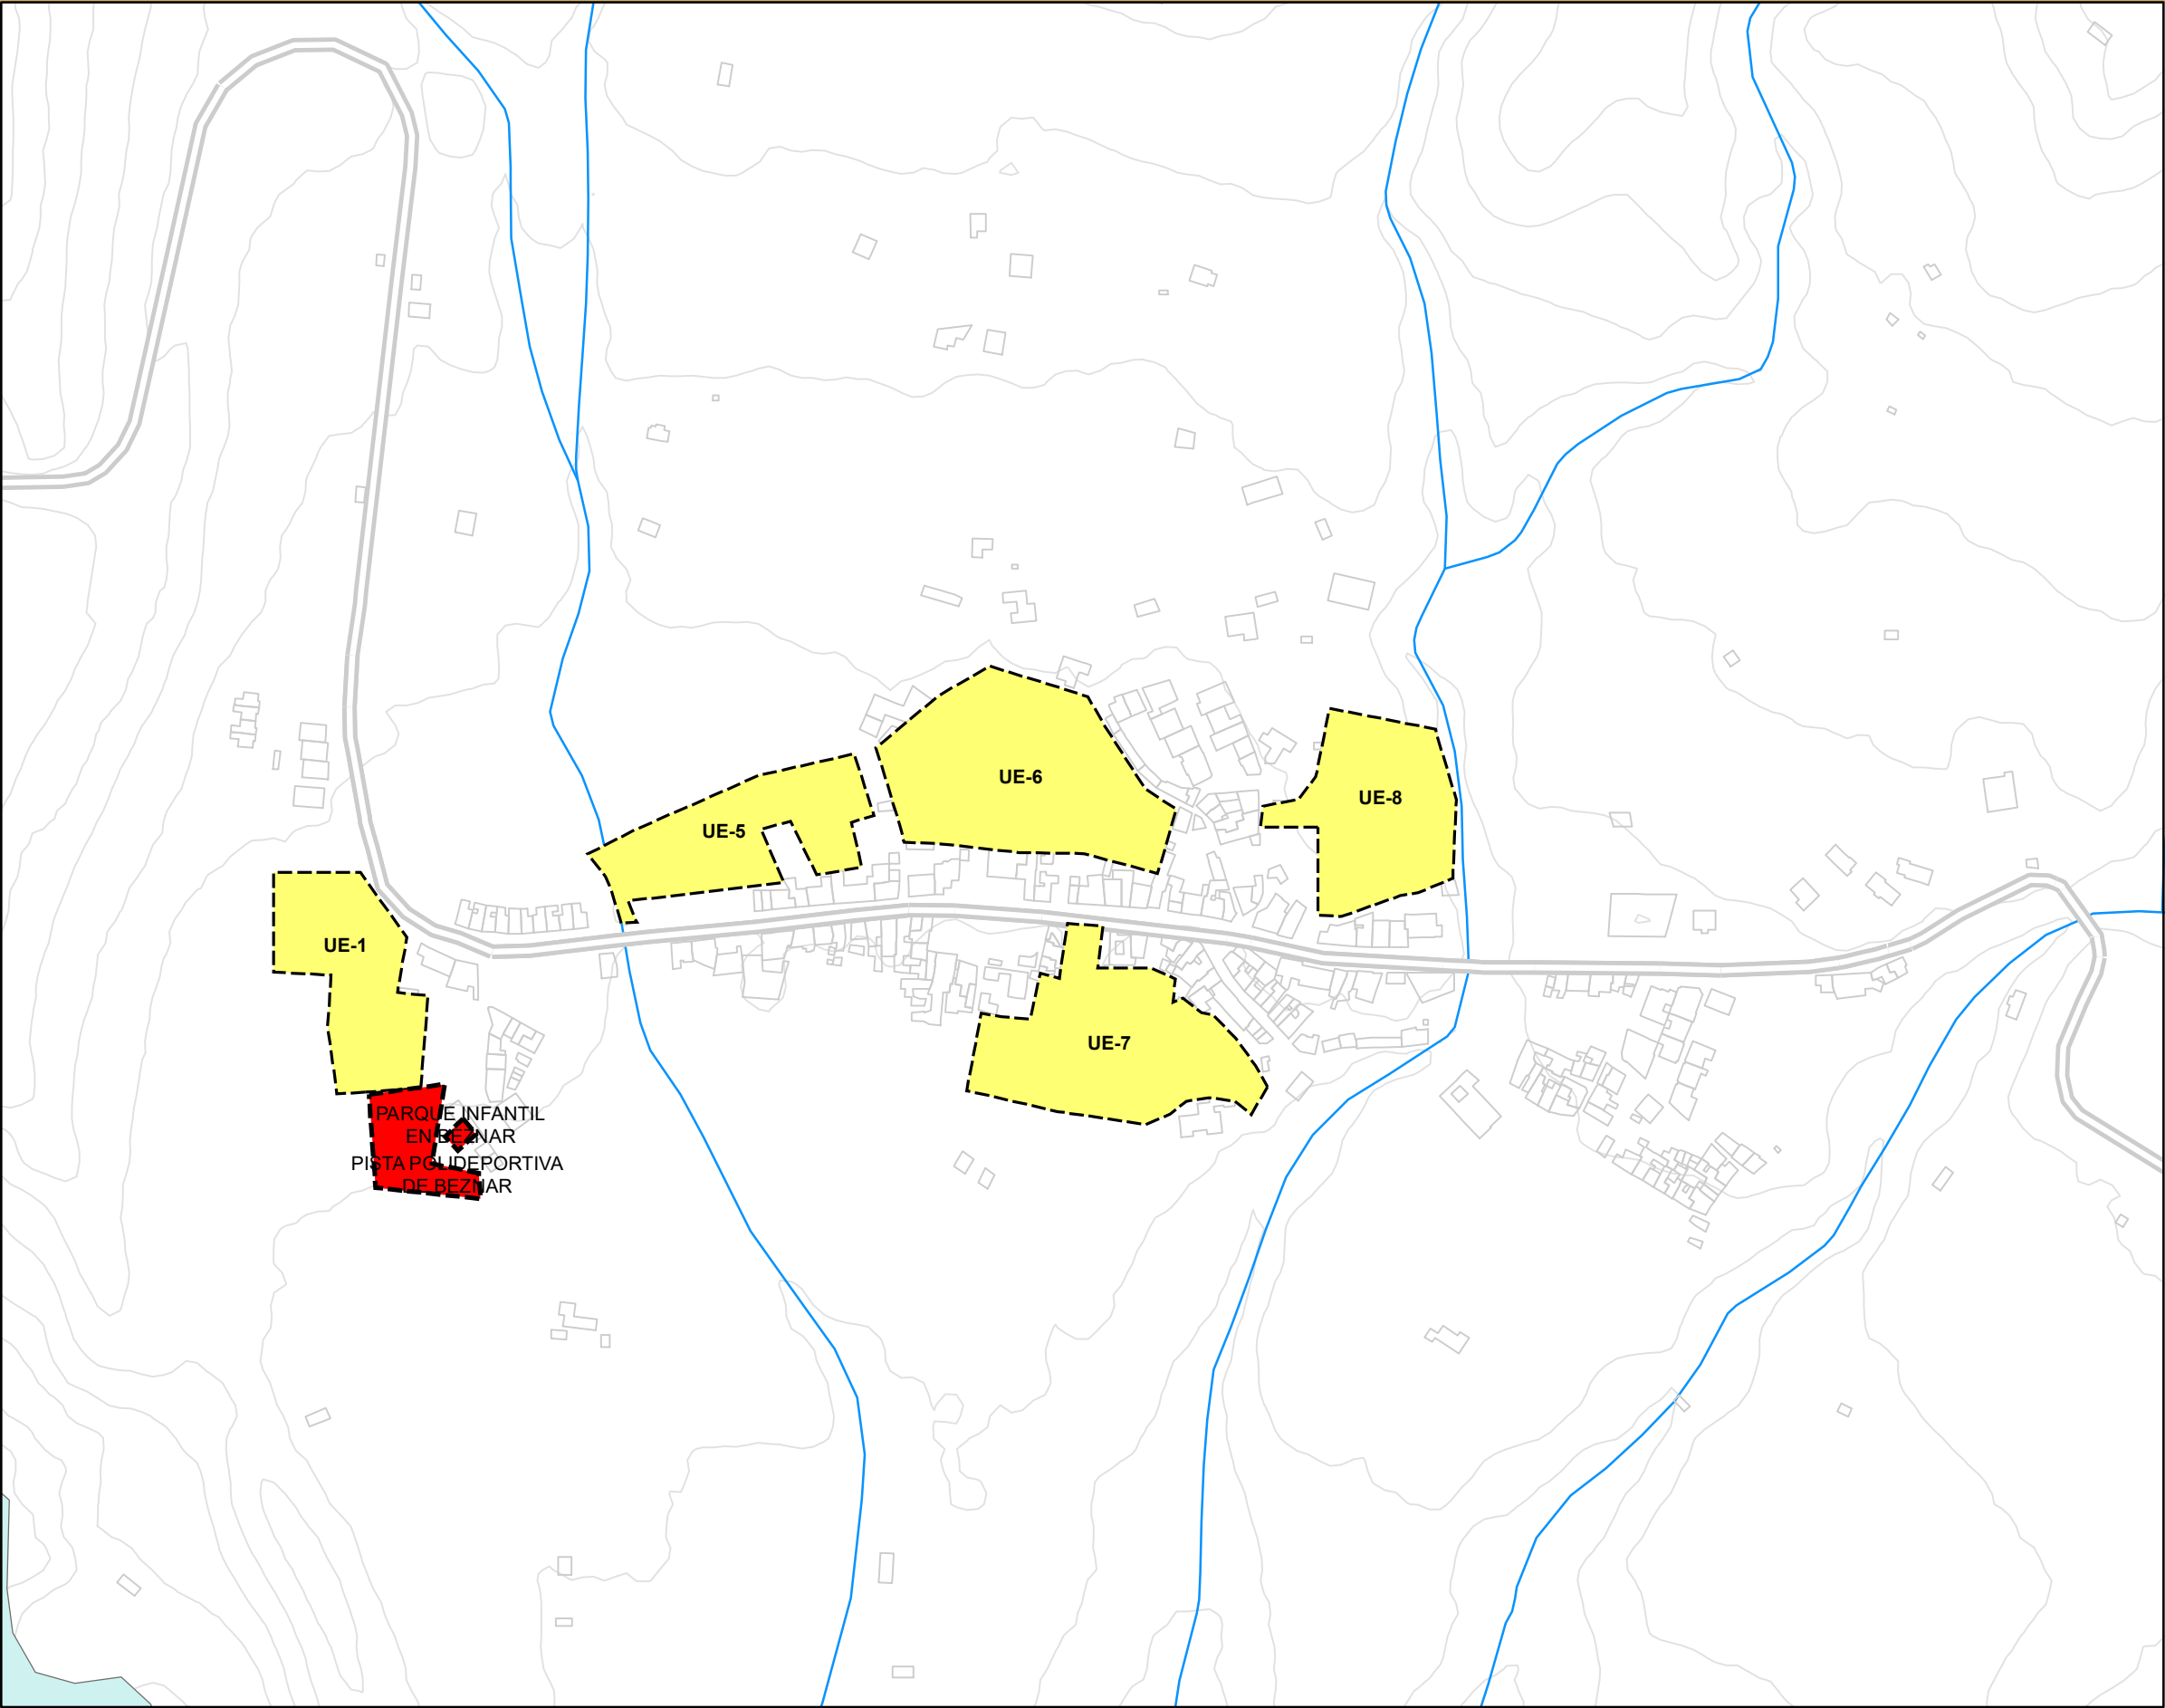 UE-6
UE-8
UE-5
UE-1
UE-7
PARQUE INFANTIL
EN BEZNAR
PISTA POLIDEPORTIVA
DE BEZNAR